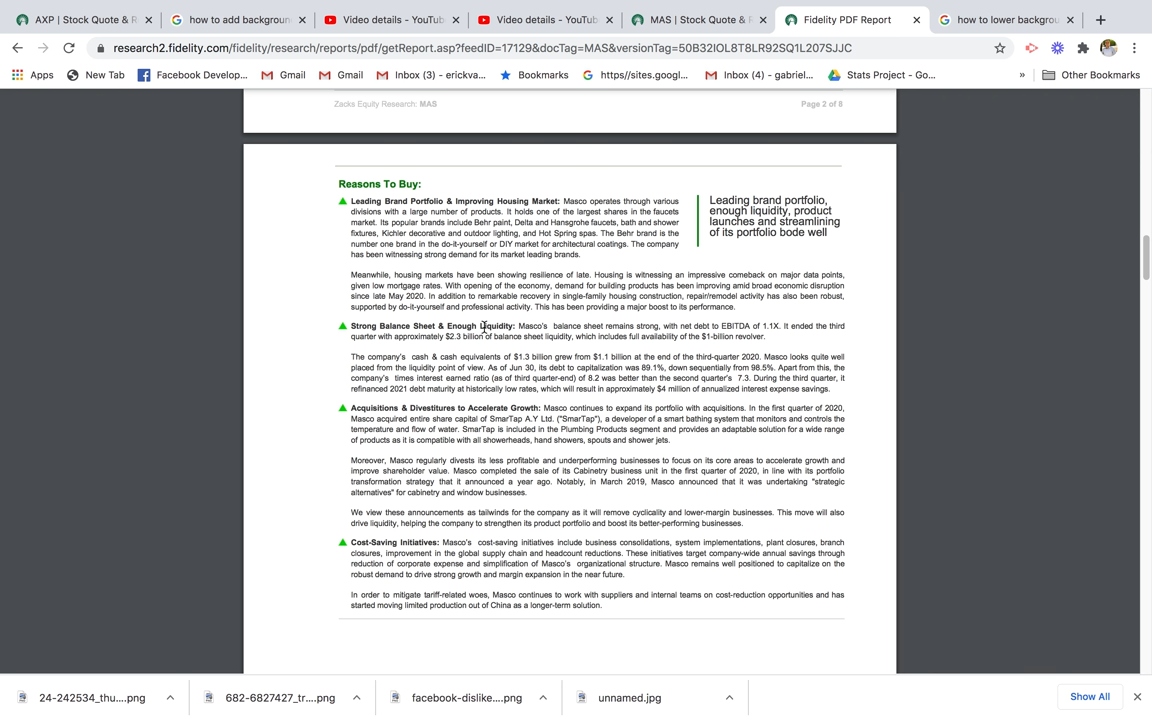 AXP | Stock Quote & R
how to add backgroun
Video details - YouTub
Video details - YouTub
MAS | Stock Quote & R
Fidelity PDF Report
how to lower backgrou
research2.fidelity.com/fidelity/research/reports/pdf/getReport.asp?feedID=17129&docTag=MAS&versionTag=50B32IOL8T8LR92SQ1L207SJJC
Apps
New Tab
Facebook Develop...
Gmail
Gmail
Inbox (3) - erickva...
Bookmarks
https//sites.googl...
Inbox (4) - gabriel...
Stats Project - Go...
»
Other Bookmarks
Zacks Equity Research: MAS
Page 2 of 8
Reasons To Buy:
Leading Brand Portfolio & Improving Housing Market: Masco operates through various
divisions with a large number of products. It holds one of the largest shares in the faucets
market. Its popular brands include Behr paint, Delta and Hansgrohe faucets, bath and shower
fixtures, Kichler decorative and outdoor lighting, and Hot Spring spas. The Behr brand is the
number one brand in the do-it-yourself or DIY market for architectural coatings. The company
has been witnessing strong demand for its market leading brands.
Leading brand portfolio,
enough liquidity, product
launches and streamlining
of its portfolio bode well
Meanwhile, housing markets have been showing resilience of late. Housing is witnessing an impressive comeback on major data points,
given low mortgage rates. With opening of the economy, demand for building products has been improving amid broad economic disruption
since late May 2020. In addition to remarkable recovery in single-family housing construction, repair/remodel activity has also been robust,
supported by do-it-yourself and professional activity. This has been providing a major boost to its performance.
Strong Balance Sheet & Enough Liquidity: Masco's balance sheet remains strong, with net debt to EBITDA of 1.1X. It ended the third
quarter with approximately $2.3 billion of balance sheet liquidity, which includes full availability of the $1-billion revolver.
The company's cash & cash equivalents of $1.3 billion grew from $1.1 billion at the end of the third-quarter 2020. Masco looks quite well
placed from the liquidity point of view. As of Jun 30, its debt to capitalization was 89.1%, down sequentially from 98.5%. Apart from this, the
company's times interest earned ratio (as of third quarter-end) of 8.2 was better than the second quarter's 7.3. During the third quarter, it
refinanced 2021 debt maturity at historically low rates, which will result in approximately $4 million of annualized interest expense savings.
Acquisitions & Divestitures to Accelerate Growth: Masco continues to expand its portfolio with acquisitions. In the first quarter of 2020,
Masco acquired entire share capital of SmarTap A.Y Ltd. ("SmarTap"), a developer of a smart bathing system that monitors and controls the
temperature and flow of water. SmarTap is included in the Plumbing Products segment and provides an adaptable solution for a wide range
of products as it is compatible with all showerheads, hand showers, spouts and shower jets.
Moreover, Masco regularly divests its less profitable and underperforming businesses to focus on its core areas to accelerate growth and
improve shareholder value. Masco completed the sale of its Cabinetry business unit in the first quarter of 2020, in line with its portfolio
transformation strategy that it announced a year ago. Notably, in March 2019, Masco announced that it was undertaking "strategic
alternatives" for cabinetry and window businesses.
We view these announcements as tailwinds for the company as it will remove cyclicality and lower-margin businesses. This move will also
drive liquidity, helping the company to strengthen its product portfolio and boost its better-performing businesses.
Cost-Saving Initiatives: Masco's cost-saving initiatives include business consolidations, system implementations, plant closures, branch
closures, improvement in the global supply chain and headcount reductions. These initiatives target company-wide annual savings through
reduction of corporate expense and simplification of Masco's organizational structure. Masco remains well positioned to capitalize on the
robust demand to drive strong growth and margin expansion in the near future.
In order to mitigate tariff-related woes, Masco continues to work with suppliers and internal teams on cost-reduction opportunities and has
started moving limited production out of China as a longer-term solution.
24-242534_thu....png
682-6827427_tr....png
facebook-dislike....png
unnamed.jpg
Show All